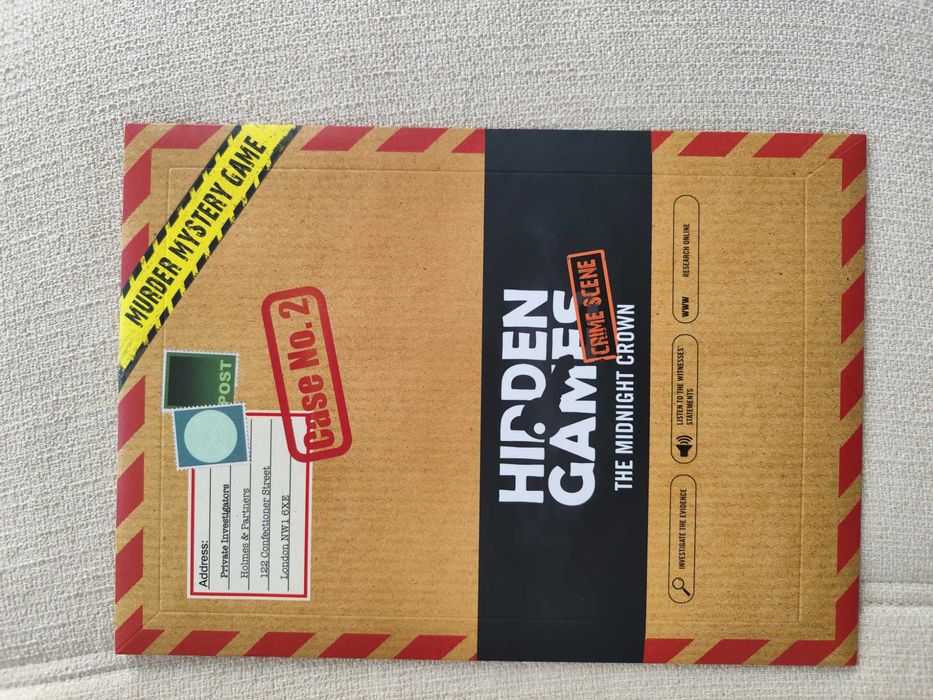 MURDER MYSTERY GAME
POST
Address:
Private Investigators
Holmes & Partners
122 Confectioner Street
London NW1 6XE
Case No. 2
HIDDEN
GAMES
CRIME SCENE
THE MIDNIGHT CROWN
INVESTIGATE THE EVIDENCE
LISTEN TO THE WITNESSES'
STATEMENTS
WWW RESEARCH ONLINE